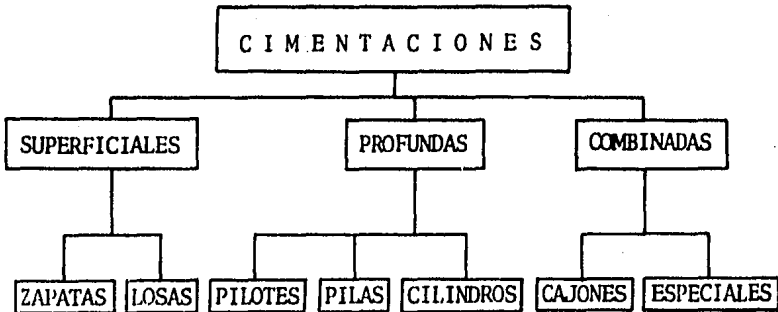 CIMENTACIONES
SUPERFICIALES PROFUNDAS COMBINADAS
ZAPATAS LOSAS PILOTES PILAS CILINDROS CAJONES ESPECIALES